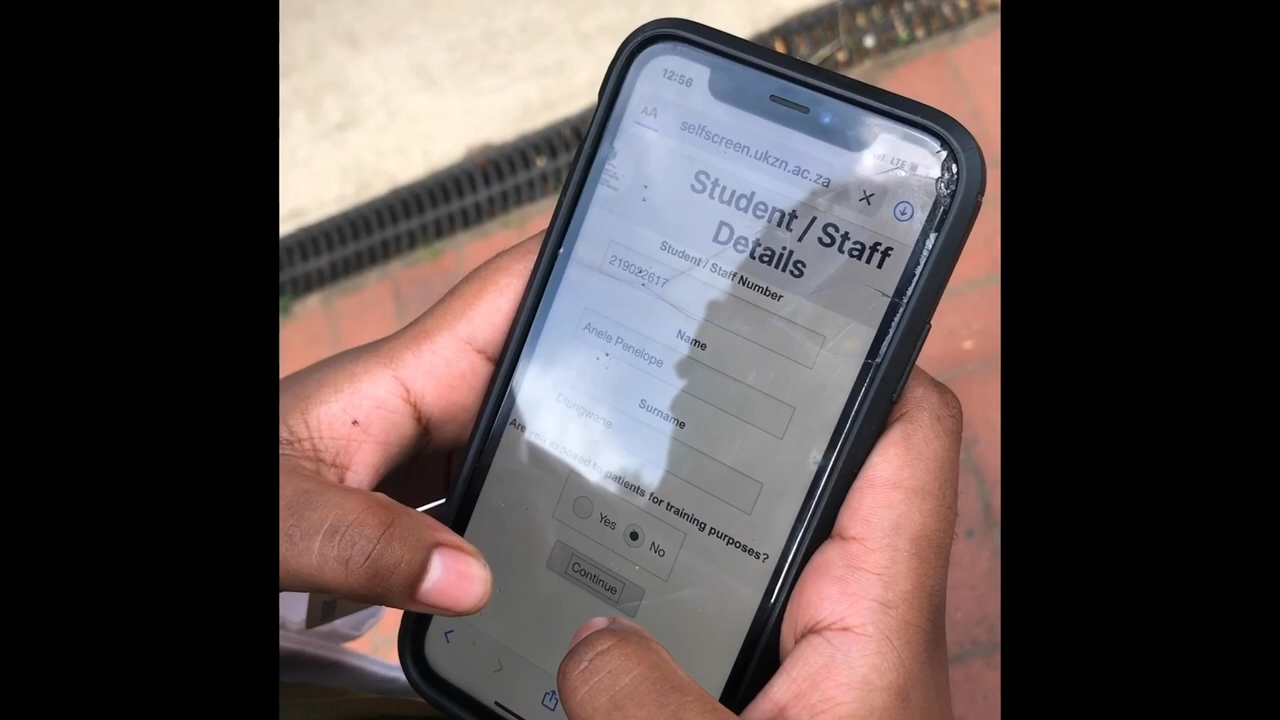 12:56
LTE
AA
selfscreen.ukzn.ac.za
Student / Staff
Details
Student / Staff Number
219022617
Name
Anele Penelope
Surname
Dlungwane
Are you exposed to patients for training purposes?
Yes
No
Continue